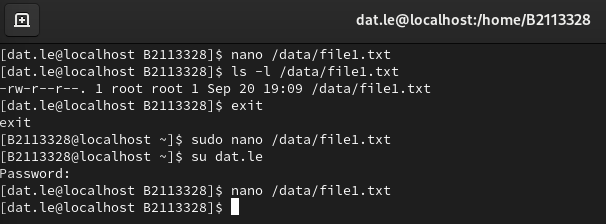 dat.le@localhost:/home/B2113328
[dat.le@localhost B2113328]$ nano /data/file1.txt
[dat.le@localhost B2113328]$ ls -l /data/file1.txt
-rw-r--r--. 1 root root 1 Sep 20 19:09 /data/file1.txt
[dat.le@localhost B2113328]$ exit
exit
[B2113328@localhost ~]$ sudo nano /data/file1.txt
[B2113328@localhost ~]$ su dat.le
Password:
[dat.le@localhost B2113328]$ nano /data/file1.txt
[dat.le@localhost B2113328]$